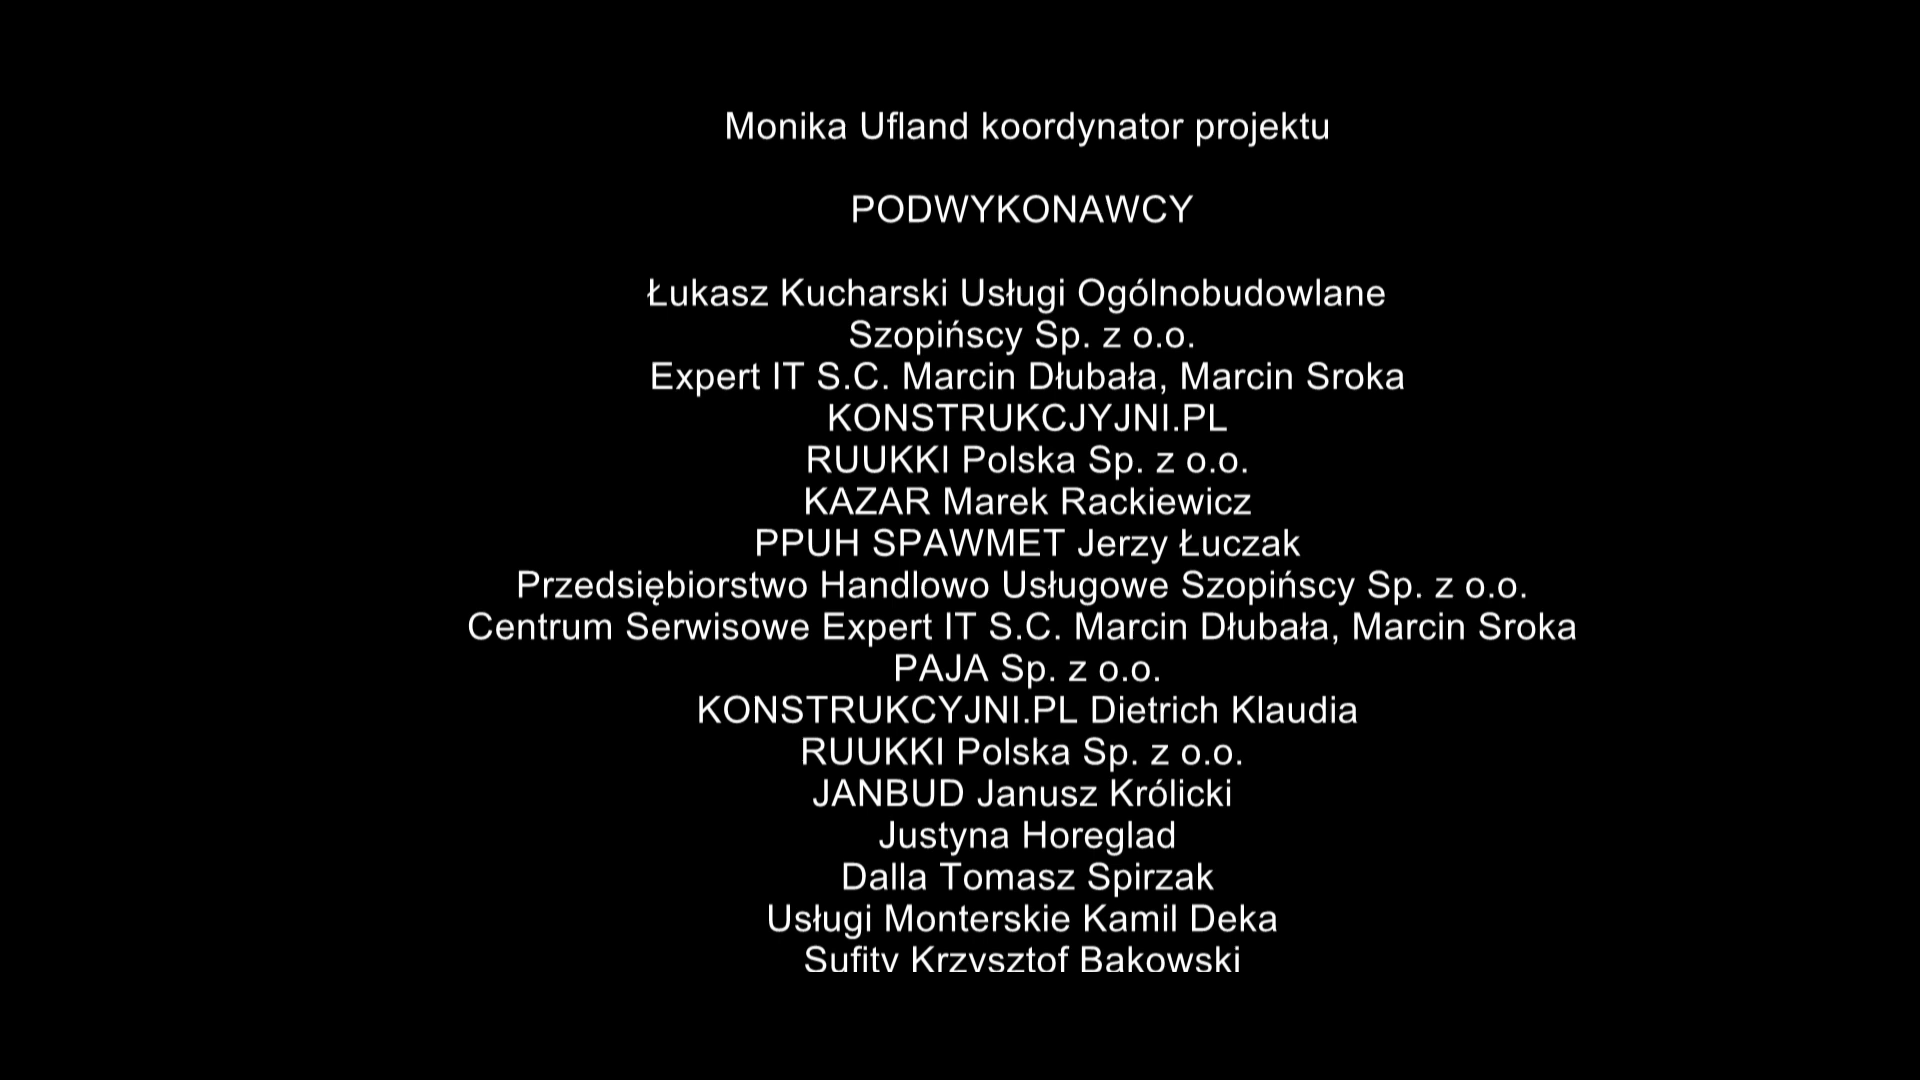 Monika Ufland koordynator projektu
PODWYKONAWCY
Łukasz Kucharski Usługi Ogólnobudowlane
Szopińscy Sp. z o.o.
Expert IT S.C. Marcin Dłubała, Marcin Sroka
KONSTRUKCJYJNI.PL
RUUKKI Polska Sp. z o.o.
KAZAR Marek Rackiewicz
PPUH SPAWMET Jerzy Łuczak
Przedsiębiorstwo Handlowo Usługowe Szopińscy Sp. z o.o.
Centrum Serwisowe Expert IT S.C. Marcin Dłubała, Marcin Sroka
PAJA Sp. z o.o.
KONSTRUKCYJNI.PL Dietrich Klaudia
RUUKKI Polska Sp. z o.o.
JANBUD Janusz Królicki
Justyna Horeglad
Dalla Tomasz Spirzak
Usługi Monterskie Kamil Deka
Sufity Krzysztof Bakowski